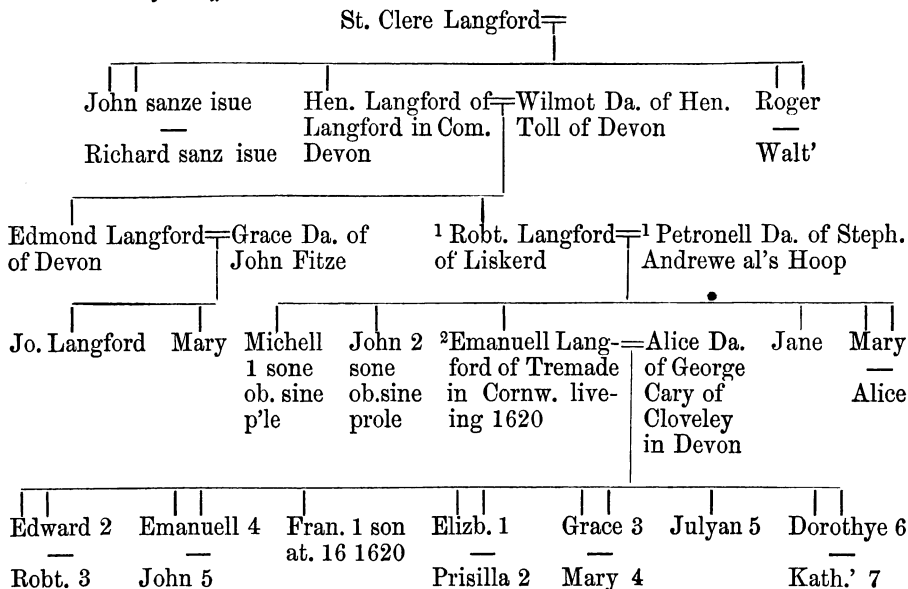 St. Clere Langford
John sanze isue
Richard sanz isue
Hen. Langford of
Langford in Com.
Devon
Wilmot Da. of Hen.
Toll of Devon
Roger
Walt'
Edmond Langford
of Devon
Grace Da. of
John Fitze
¹ Robt. Langford
of Liskerd
¹ Petronell Da. of Steph.
Andrewe al's Hoop
Jo. Langford
Mary
Michell
1 sone
ob. sine
p'le
John 2
sone
ob.sine
prole
²Emanuell Lang-
ford of Tremade
in Cornw. live-
ing 1620
Alice Da.
of George
Cary of
Cloveley
in Devon
Jane
Mary
Alice
Edward 2
Robt. 3
Emanuell 4
John 5
Fran. 1 son
at. 16 1620
Elizb. 1
Prisilla 2
Grace 3
Mary 4
Julyan 5
Dorothye 6
Kath.' 7